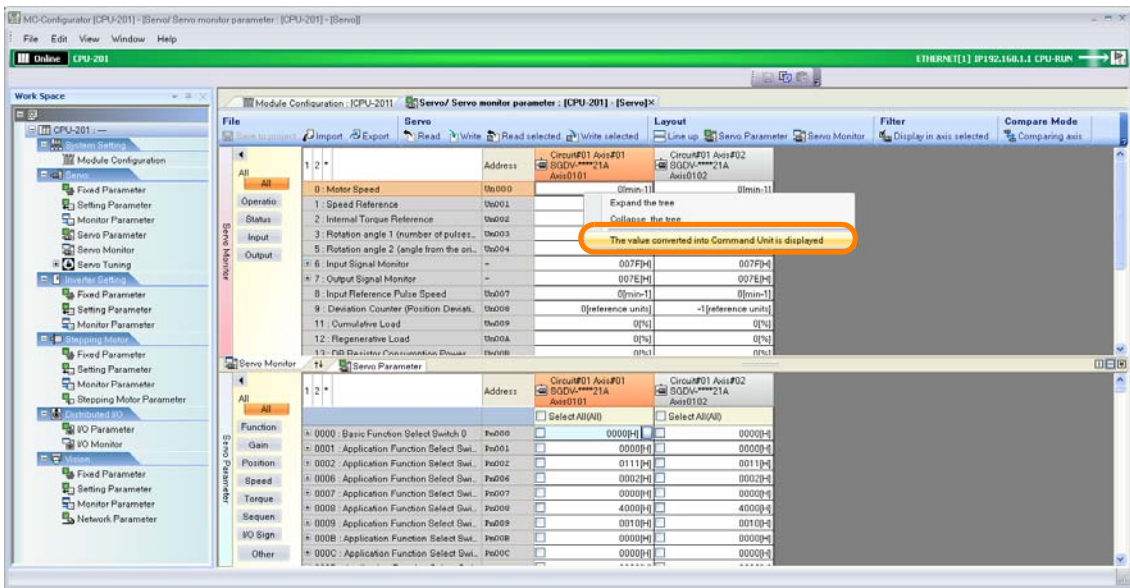 MC-Configurator [CPU-201] - [Servo/ Servo monitor parameter : [CPU-201] - [Servo]]
File Edit View Window Help
Online CPU-201
ETHERNET[1] IP192.168.1.1 CPU-RUN
Work Space
Module Configuration : [CPU-201]
Servo/ Servo monitor parameter : [CPU-201] - [Servo]
File Servo Layout Filter Compare Mode
Save to project Import Export Read Write Read selected Write selected Line up Servo Parameter Servo Monitor Display in axis selected Comparing axis
CPU-201 : ---
System Setting
Module Configuration
Servo
Fixed Parameter
Setting Parameter
Monitor Parameter
Servo Parameter
Servo Monitor
Servo Tuning
Inverter Setting
Fixed Parameter
Setting Parameter
Monitor Parameter
Stepping Motor
Fixed Parameter
Setting Parameter
Monitor Parameter
Stepping Motor Parameter
Distributed I/O
I/O Parameter
I/O Monitor
Vision
Fixed Parameter
Setting Parameter
Monitor Parameter
Network Parameter
Servo Monitor
All
All
Operatio
Status
Input
Output
1 2 * Address Circuit#01 Axis#01 Circuit#01 Axis#02
SGDV-****21A SGDV-****21A
Axis0101 Axis0102
0 : Motor Speed Un000 0[min-1] 0[min-1]
1 : Speed Reference Un001
2 : Internal Torque Reference Un002
3 : Rotation angle 1 (number of pulses.. Un003
5 : Rotation angle 2 (angle from the ori.. Un004
6 : Input Signal Monitor - 007F[H] 007F[H]
7 : Output Signal Monitor - 007E[H] 007E[H]
8 : Input Reference Pulse Speed Un007 0[min-1] 0[min-1]
9 : Deviation Counter (Position Deviati.. Un008 0[reference units] -1[reference units]
11 : Cumulative Load Un009 0[%] 0[%]
12 : Regenerative Load Un00A 0[%] 0[%]
13 : DB Resistor Consumption Power Un00B 0[%] 0[%]
Expand the tree
Collapse the tree
The value converted into Command Unit is displayed
Servo Monitor Servo Parameter
Servo Parameter
All
All
Function
Gain
Position
Speed
Torque
Sequen
I/O Sign
Other
1 2 * Address Circuit#01 Axis#01 Circuit#01 Axis#02
SGDV-****21A SGDV-****21A
Axis0101 Axis0102
Select All(All) Select All(All)
0000 : Basic Function Select Switch 0 Pn000 0000[H] 0000[H]
0001 : Application Function Select Swi.. Pn001 0000[H] 0000[H]
0002 : Application Function Select Swi.. Pn002 0111[H] 0011[H]
0006 : Application Function Select Swi.. Pn006 0002[H] 0002[H]
0007 : Application Function Select Swi.. Pn007 0000[H] 0000[H]
0008 : Application Function Select Swi.. Pn008 4000[H] 4000[H]
0009 : Application Function Select Swi.. Pn009 0010[H] 0010[H]
000B : Application Function Select Swi.. Pn00B 0000[H] 0000[H]
000C : Application Function Select Swi.. Pn00C 0000[H] 0000[H]